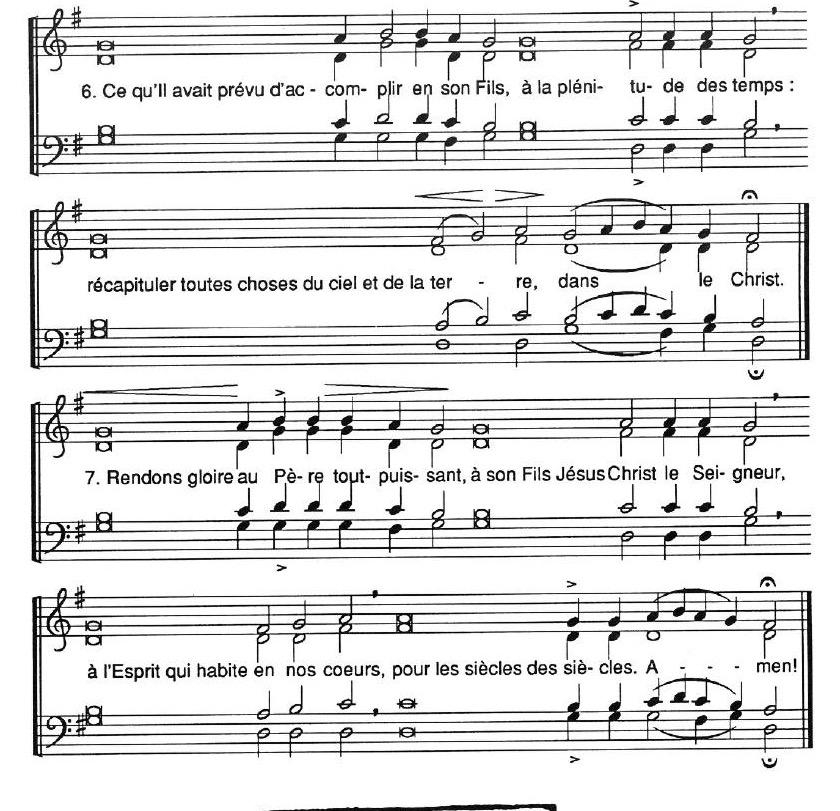 6. Ce qu'Il avait prévu d'ac - com- plir en son Fils, à la pléni- tu- de des temps :
récapituler toutes choses du ciel et de la ter - re, dans le Christ.
7. Rendons gloire au Pè- re tout- puis- sant, à son Fils Jésus Christ le Sei- gneur,
à l'Esprit qui habite en nos coeurs, pour les siècles des siè- cles. A - - - men!